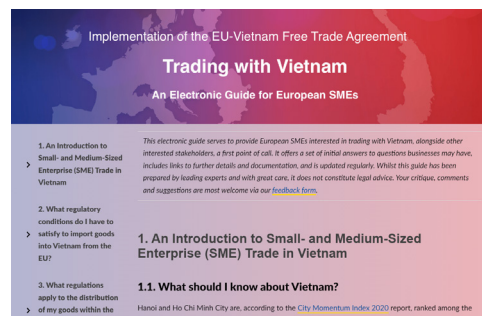 Implementation of the EU-Vietnam Free Trade Agreement
Trading with Vietnam
An Electronic Guide for European SMEs
1. An Introduction to
Small- and Medium-Sized
Enterprise (SME) Trade in
Vietnam
2. What regulatory
conditions do I have to
satisfy to import goods
into Vietnam from the
EU?
3. What regulations
apply to the distribution
of my goods within the
This electronic guide serves to provide European SMEs interested in trading with Vietnam, alongside other
interested stakeholders, a first point of call. It offers a set of initial answers to questions businesses may have,
includes links to further details and documentation, and is updated regularly. Whilst this guide has been
prepared by leading experts and with great care, it does not constitute legal advice. Your critique, comments
and suggestions are most welcome via our feedback form.
1. An Introduction to Small- and Medium-Sized
Enterprise (SME) Trade in Vietnam
1.1. What should I know about Vietnam?
Hanoi and Ho Chi Minh City are, according to the City Momentum Index 2020 report, ranked among the